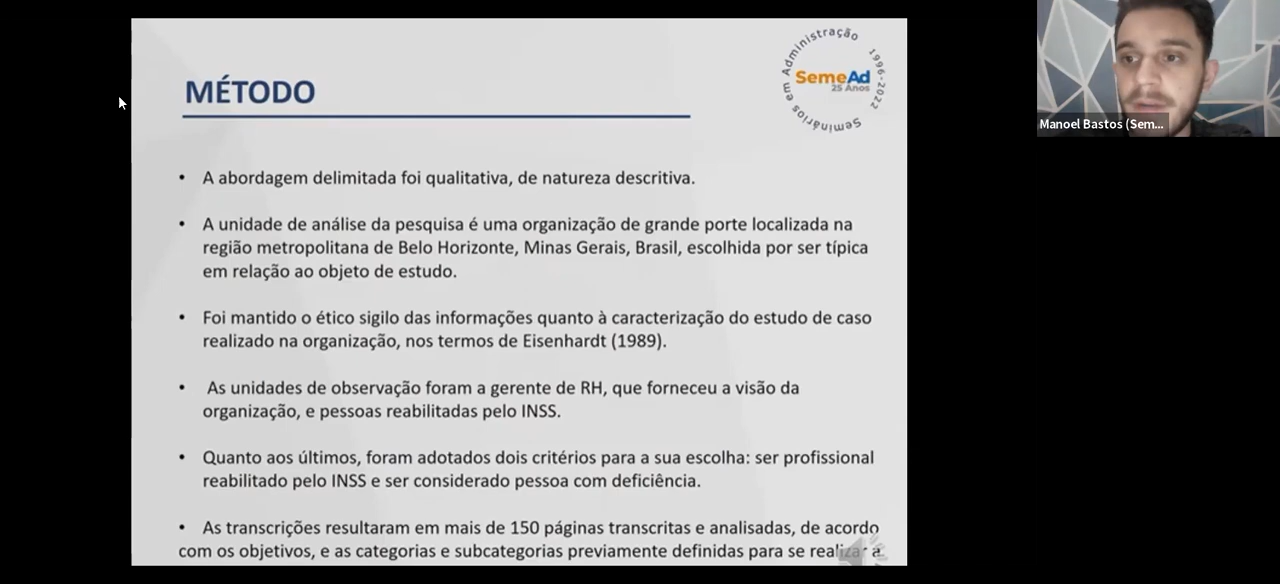 MÉTODO
Seminários em Administração 1996-2022
SemeAd
25 Anos
• A abordagem delimitada foi qualitativa, de natureza descritiva.
• A unidade de análise da pesquisa é uma organização de grande porte localizada na
região metropolitana de Belo Horizonte, Minas Gerais, Brasil, escolhida por ser típica
em relação ao objeto de estudo.
• Foi mantido o ético sigilo das informações quanto à caracterização do estudo de caso
realizado na organização, nos termos de Eisenhardt (1989).
• As unidades de observação foram a gerente de RH, que forneceu a visão da
organização, e pessoas reabilitadas pelo INSS.
• Quanto aos últimos, foram adotados dois critérios para a sua escolha: ser profissional
reabilitado pelo INSS e ser considerado pessoa com deficiência.
• As transcrições resultaram em mais de 150 páginas transcritas e analisadas, de acordo
com os objetivos, e as categorias e subcategorias previamente definidas para se realizar a
Manoel Bastos (Sem...